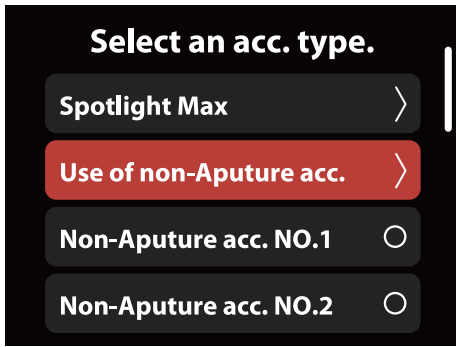 Select an acc. type.
Spotlight Max
Use of non-Aputure acc.
Non-Aputure acc. NO.1
Non-Aputure acc. NO.2